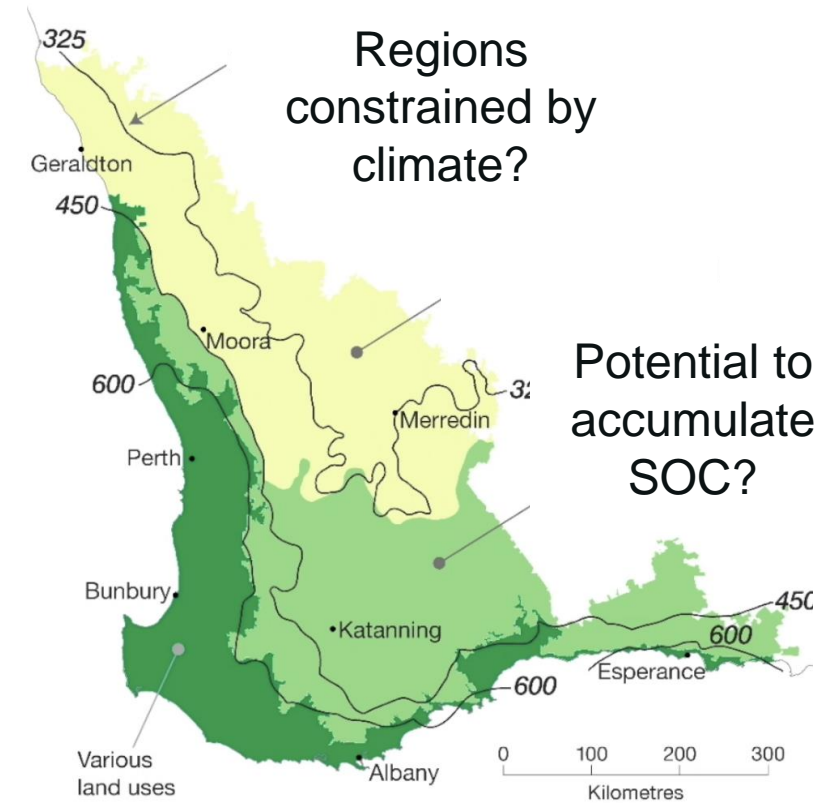 325
Regions
constrained by
climate?
Geraldton
450
Moora
600
Merredin
Potential to
accumulate
SOC?
Perth
Bunbury
Katanning
450
600
Esperance
600
Various
land uses
Albany
0 100 200 300
Kilometres